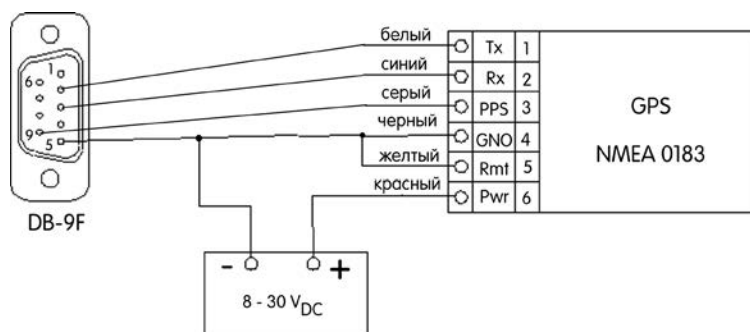 белый
синий
серый
черный
желтый
красный
1
6
9
5
DB-9F
Tx 1
Rx 2
PPS 3
GNO 4
Rmt 5
Pwr 6
GPS
NMEA 0183
- +
8 - 30 VDC